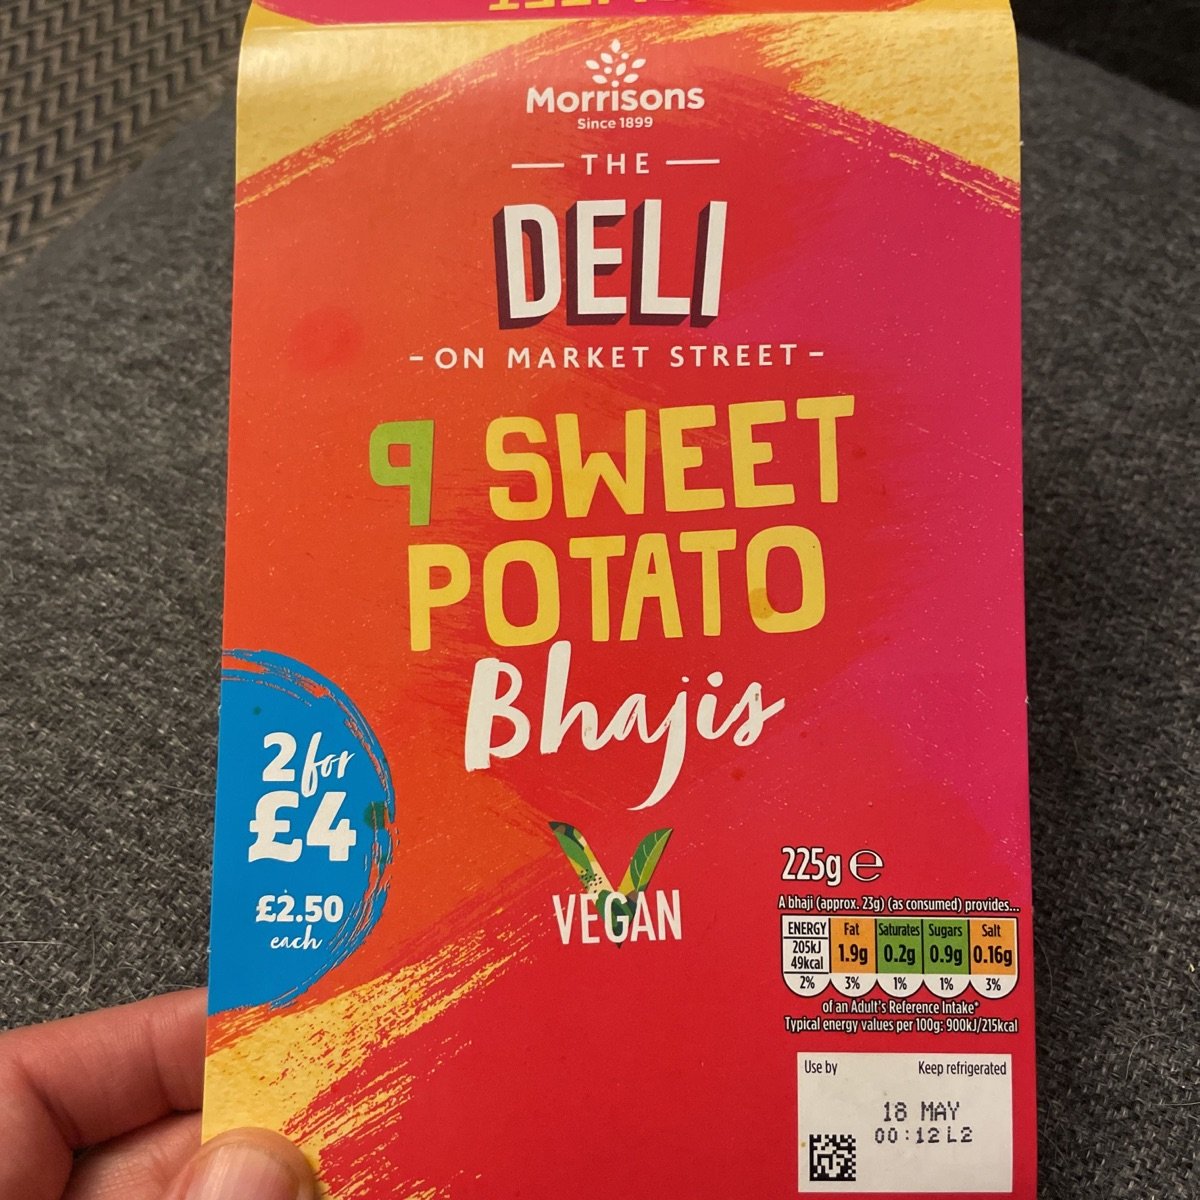 Morrisons
Since 1899
THE
DELI
- ON MARKET STREET -
9 SWEET
POTATO
Bhajis
2 for
£4
£2.50
each
VEGAN
225g ℮
A bhaji (approx. 23g) (as consumed) provides...
ENERGY Fat Saturates Sugars Salt
205kJ 1.9g 0.2g 0.9g 0.16g
49kcal
2% 3% 1% 1% 3%
of an Adult's Reference Intake*
Typical energy values per 100g: 900kJ/215kcal
Use by Keep refrigerated
18 MAY
00:12 L2